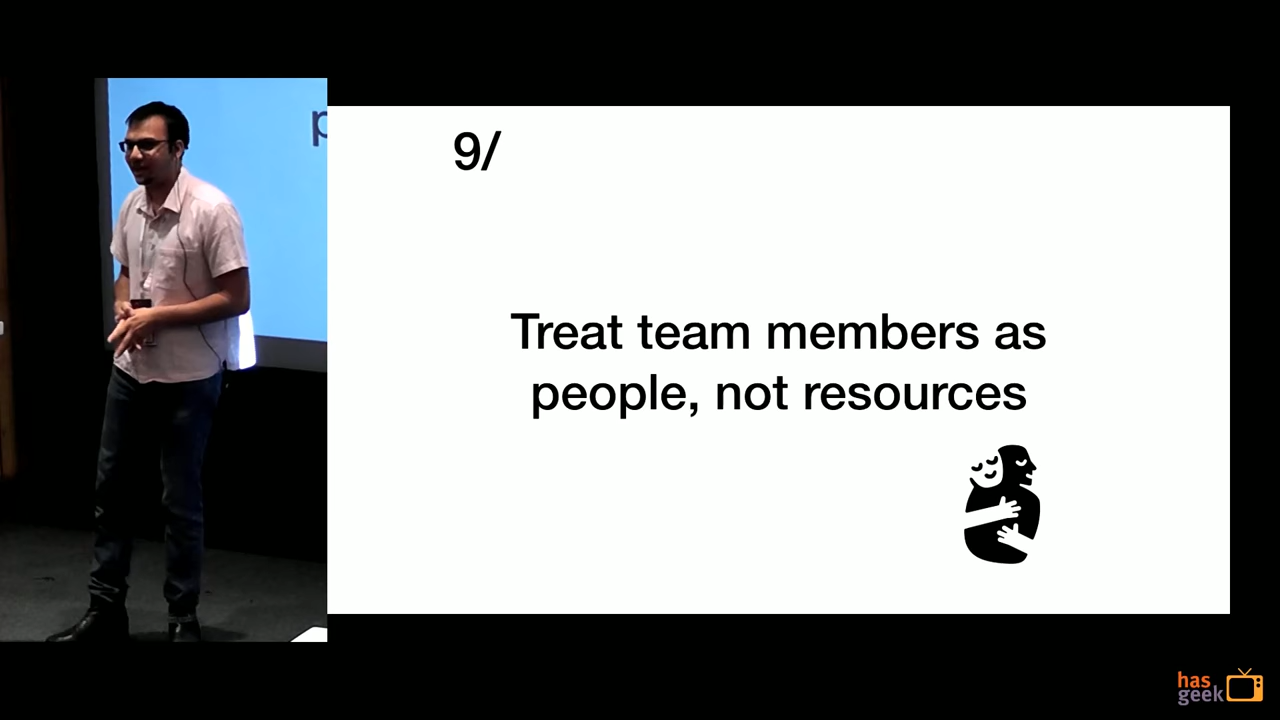 9/
Treat team members as
people, not resources
p
has
geek